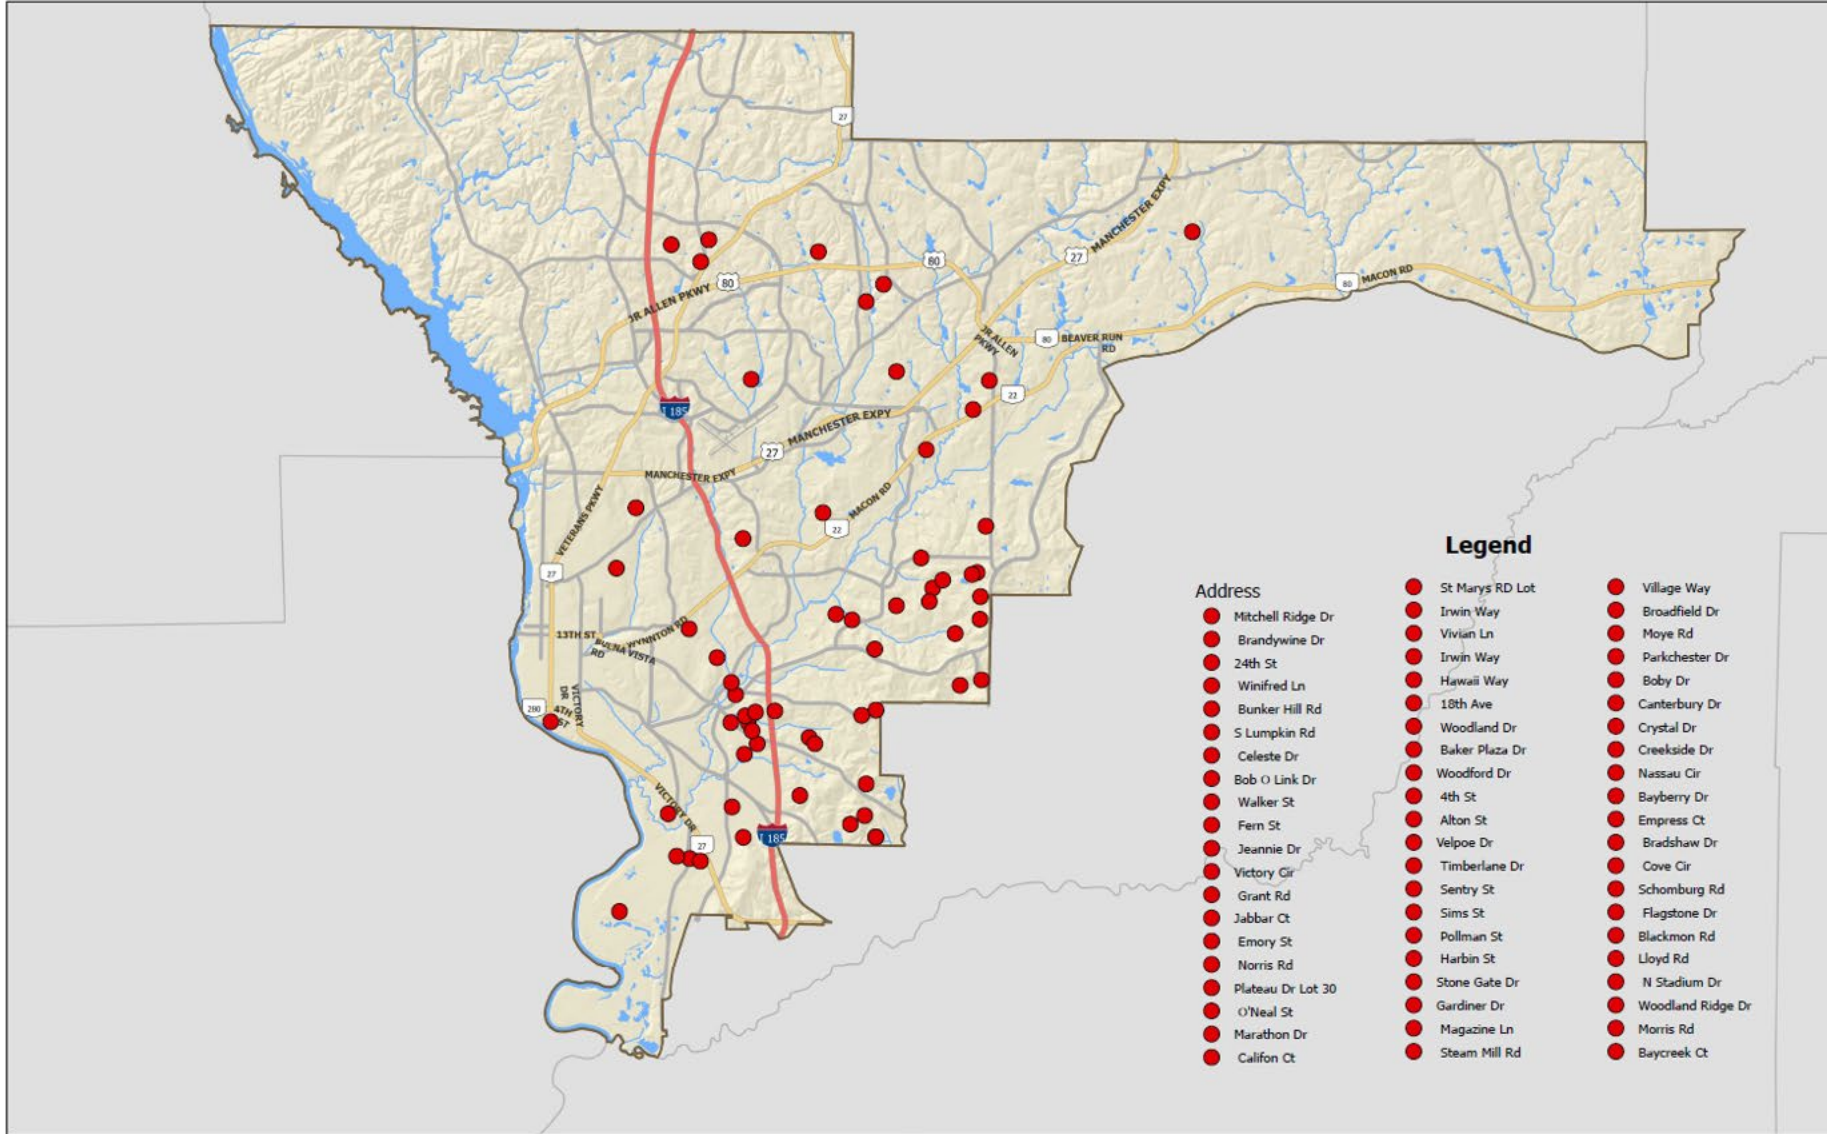 27
MANCHESTER EXPY
27
80
80
80
MACON RD
JR ALLEN PKWY
JR ALLEN
PKWY
80
BEAVER RUN
RD
22
I 185
MANCHESTER EXPY
27
MANCHESTER EXPY
VETERANS PKWY
MACON RD
22
27
13TH ST
WYNNTON RD
BUENA VISTA
RD
VICTORY
DR
280
4TH
ST
VICTORY DR
27
I 185
Legend
Address
Mitchell Ridge Dr
Brandywine Dr
24th St
Winifred Ln
Bunker Hill Rd
S Lumpkin Rd
Celeste Dr
Bob O Link Dr
Walker St
Fern St
Jeannie Dr
Victory Cir
Grant Rd
Jabbar Ct
Emory St
Norris Rd
Plateau Dr Lot 30
O'Neal St
Marathon Dr
Califon Ct
St Marys RD Lot
Irwin Way
Vivian Ln
Irwin Way
Hawaii Way
18th Ave
Woodland Dr
Baker Plaza Dr
Woodford Dr
4th St
Alton St
Velpoe Dr
Timberlane Dr
Sentry St
Sims St
Pollman St
Harbin St
Stone Gate Dr
Gardiner Dr
Magazine Ln
Steam Mill Rd
Village Way
Broadfield Dr
Moye Rd
Parkchester Dr
Boby Dr
Canterbury Dr
Crystal Dr
Creekside Dr
Nassau Cir
Bayberry Dr
Empress Ct
Bradshaw Dr
Cove Cir
Schomburg Rd
Flagstone Dr
Blackmon Rd
Lloyd Rd
N Stadium Dr
Woodland Ridge Dr
Morris Rd
Baycreek Ct